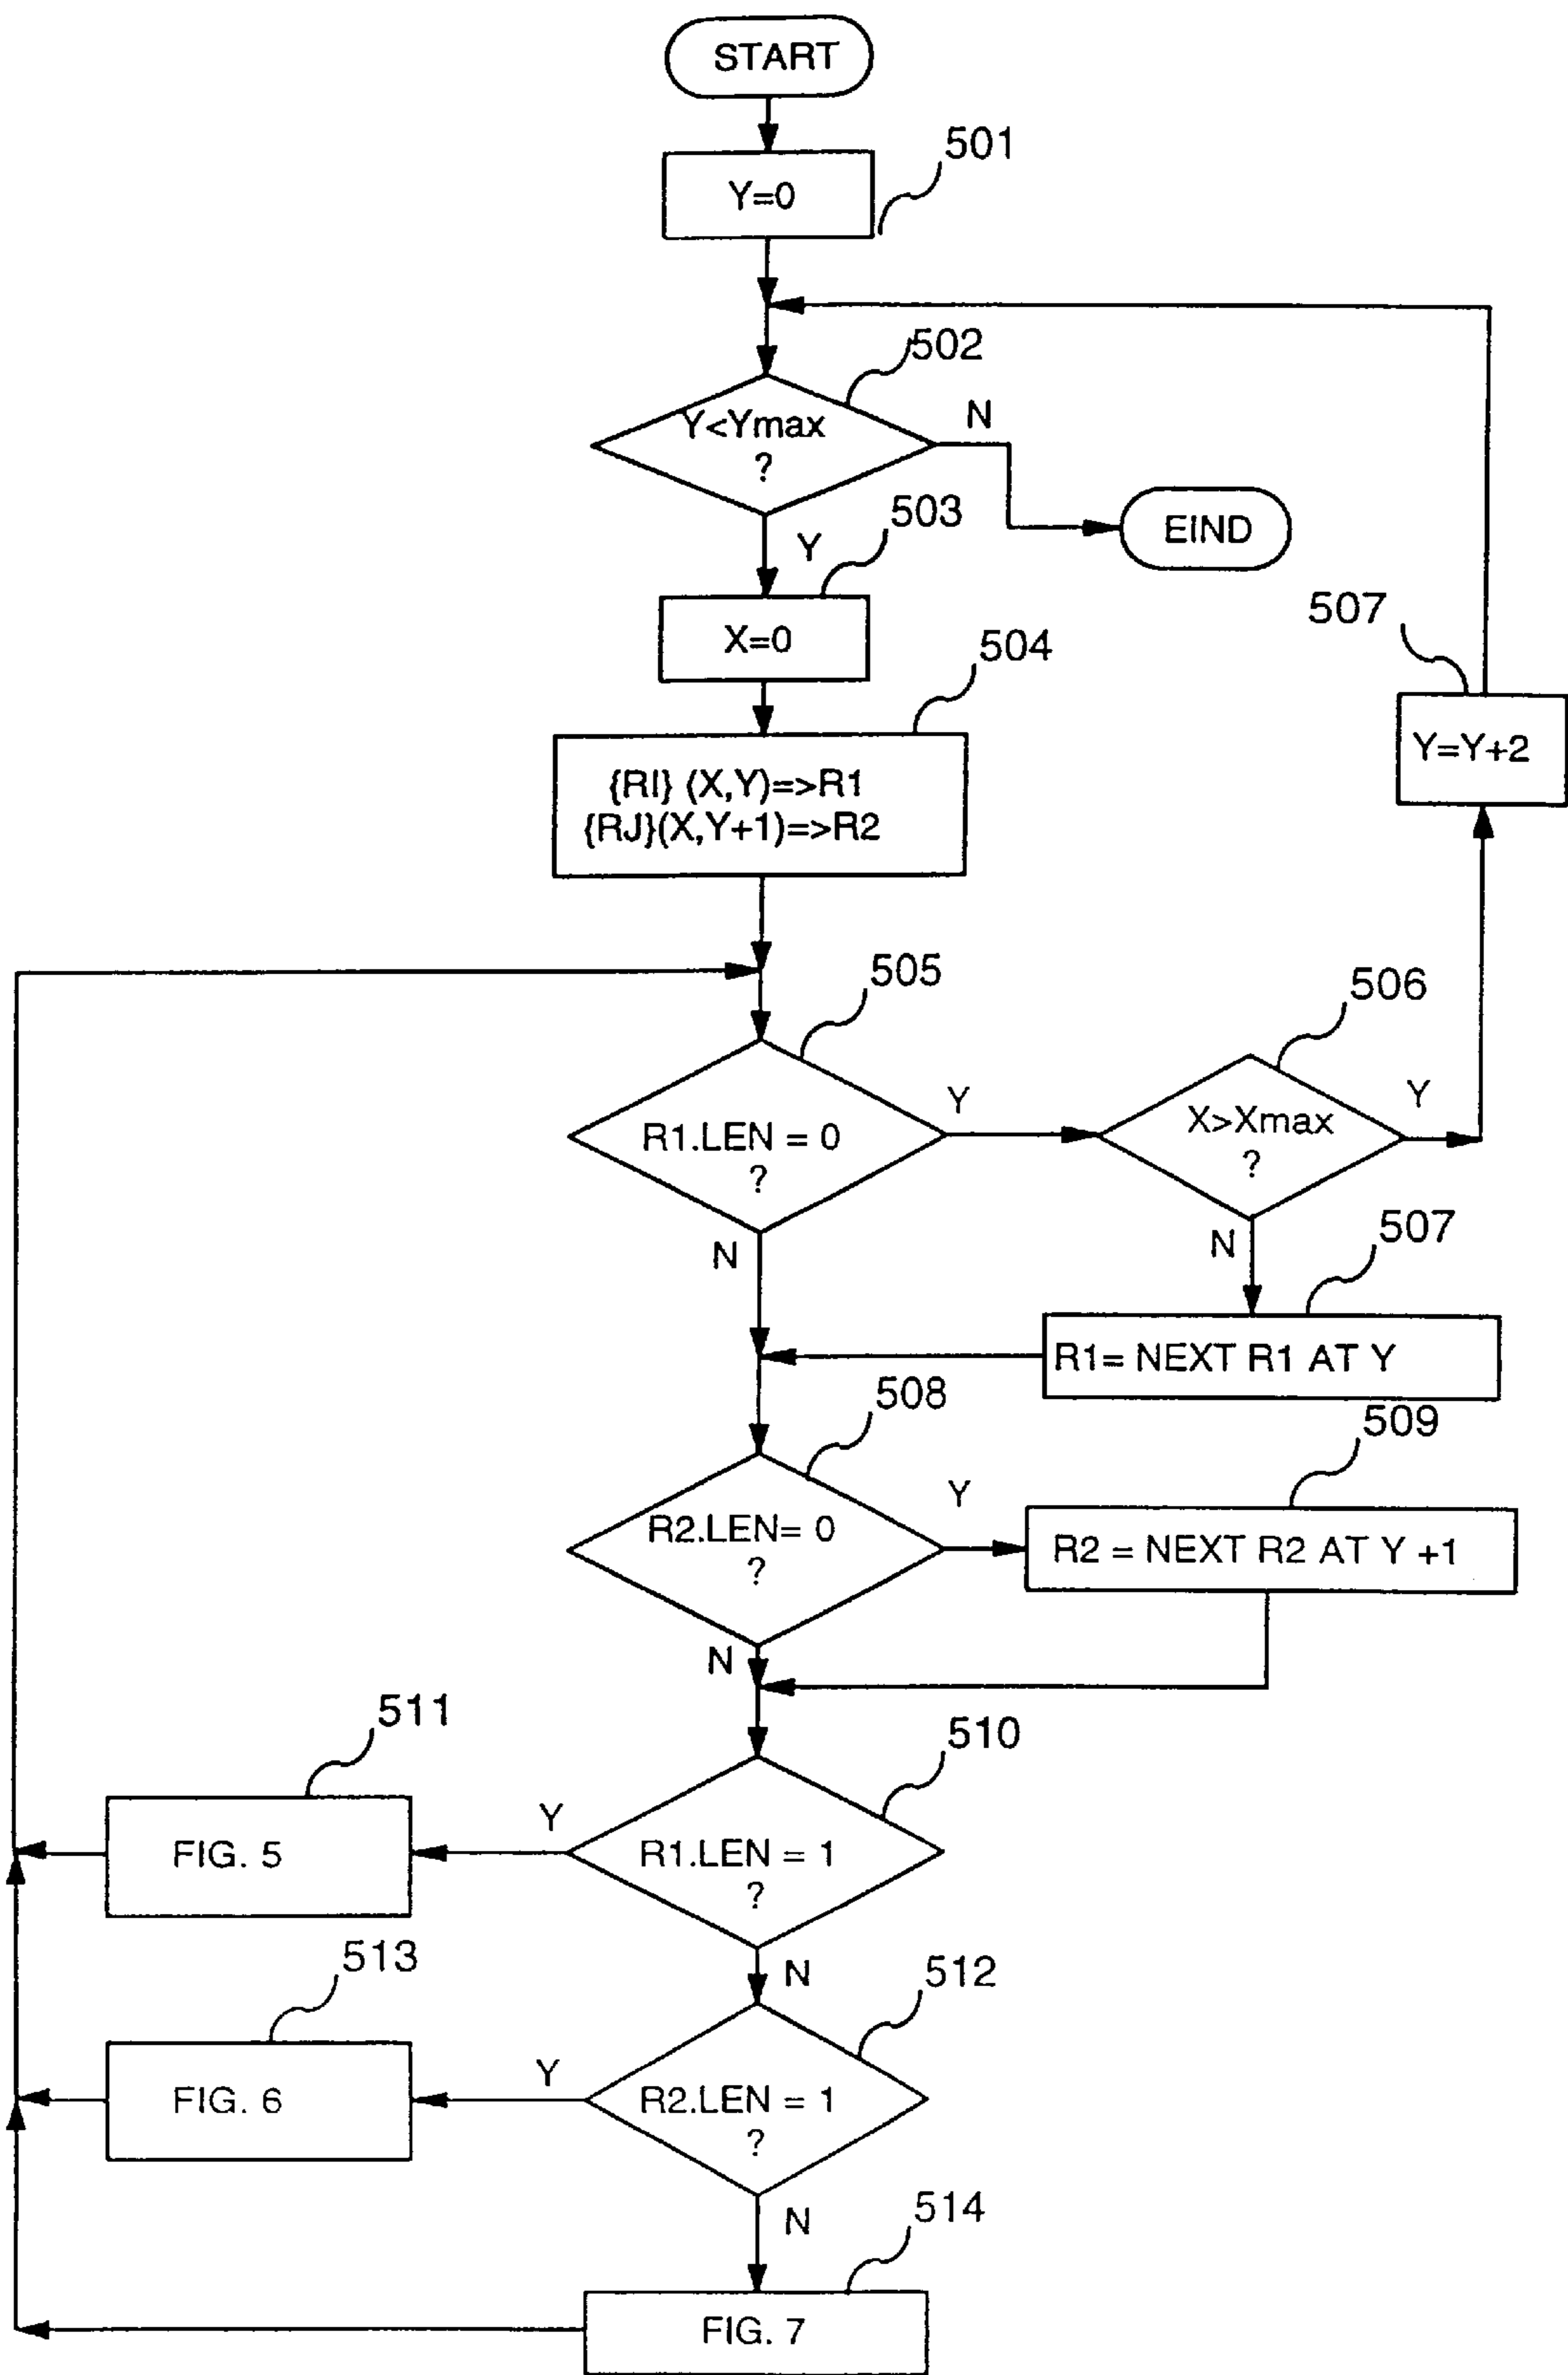 START
501
Y=0
502
Y<Ymax
?
N
EIND
Y
503
X=0
504
507
Y=Y+2
{RI} (X,Y)=>R1
{RJ}(X,Y+1)=>R2
505
506
R1.LEN = 0
?
Y
X>Xmax
?
Y
N
N
507
R1= NEXT R1 AT Y
508
509
R2.LEN= 0
?
Y
R2 = NEXT R2 AT Y +1
N
511
510
FIG. 5
Y
R1.LEN = 1
?
N
513
512
FIG. 6
Y
R2.LEN = 1
?
N
514
FIG. 7